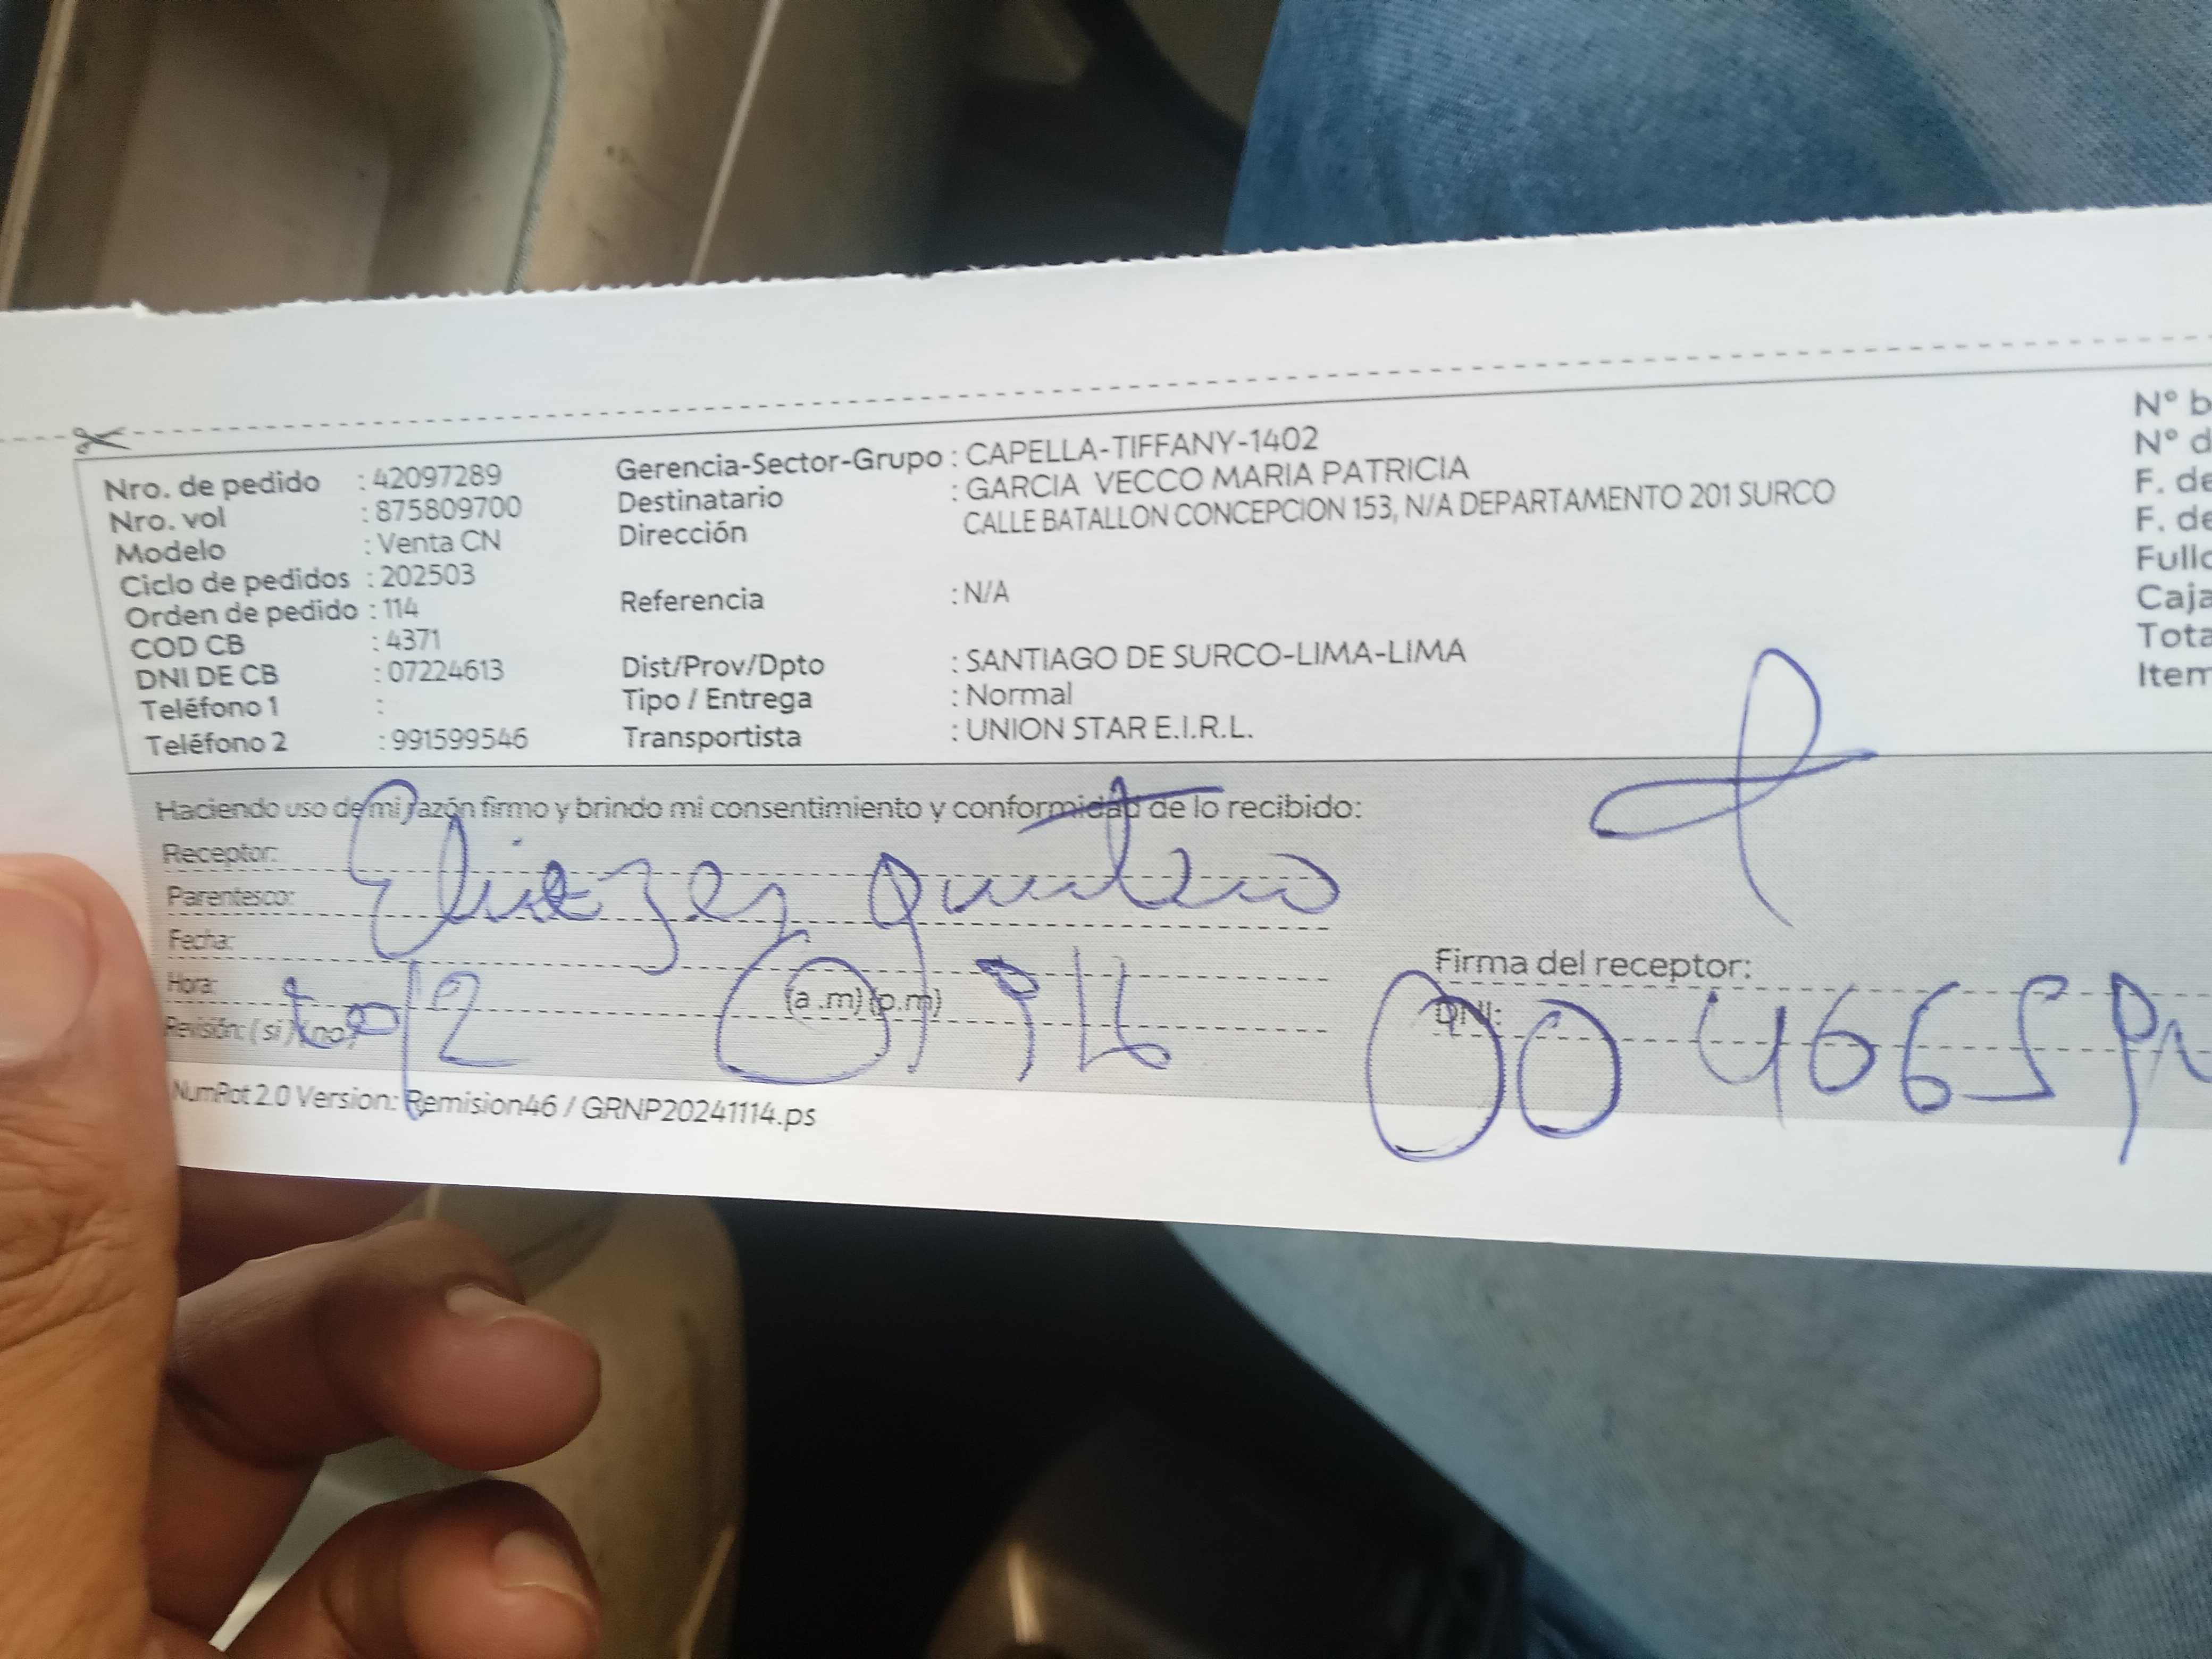 Nro. de pedido : 42097289
Nro. vol : 875809700
Modelo : Venta CN
Ciclo de pedidos : 202503
Orden de pedido : 114
COD CB : 4371
DNI DE CB : 07224613
Teléfono 1 :
Teléfono 2 : 991599546
Gerencia-Sector-Grupo : CAPELLA-TIFFANY-1402
Destinatario : GARCIA VECCO MARIA PATRICIA
Dirección CALLE BATALLON CONCEPCION 153, N/A DEPARTAMENTO 201 SURCO
Referencia : N/A
Dist/Prov/Dpto : SANTIAGO DE SURCO-LIMA-LIMA
Tipo / Entrega : Normal
Transportista : UNION STAR E.I.R.L.
N° b
N° d
F. de
F. de
Fullc
Caja
Tota
Item
Haciendo uso de mi razón firmo y brindo mi consentimiento y conformidad de lo recibido:
Receptor:
Eliezer quintero
Parentesco:
Fecha:
Hora: (a .m) (p.m)
Revisión: ( si ) ( no )
Firma del receptor:
DNI:
004665
NumRot 2.0 Version: Remision46 / GRNP20241114.ps